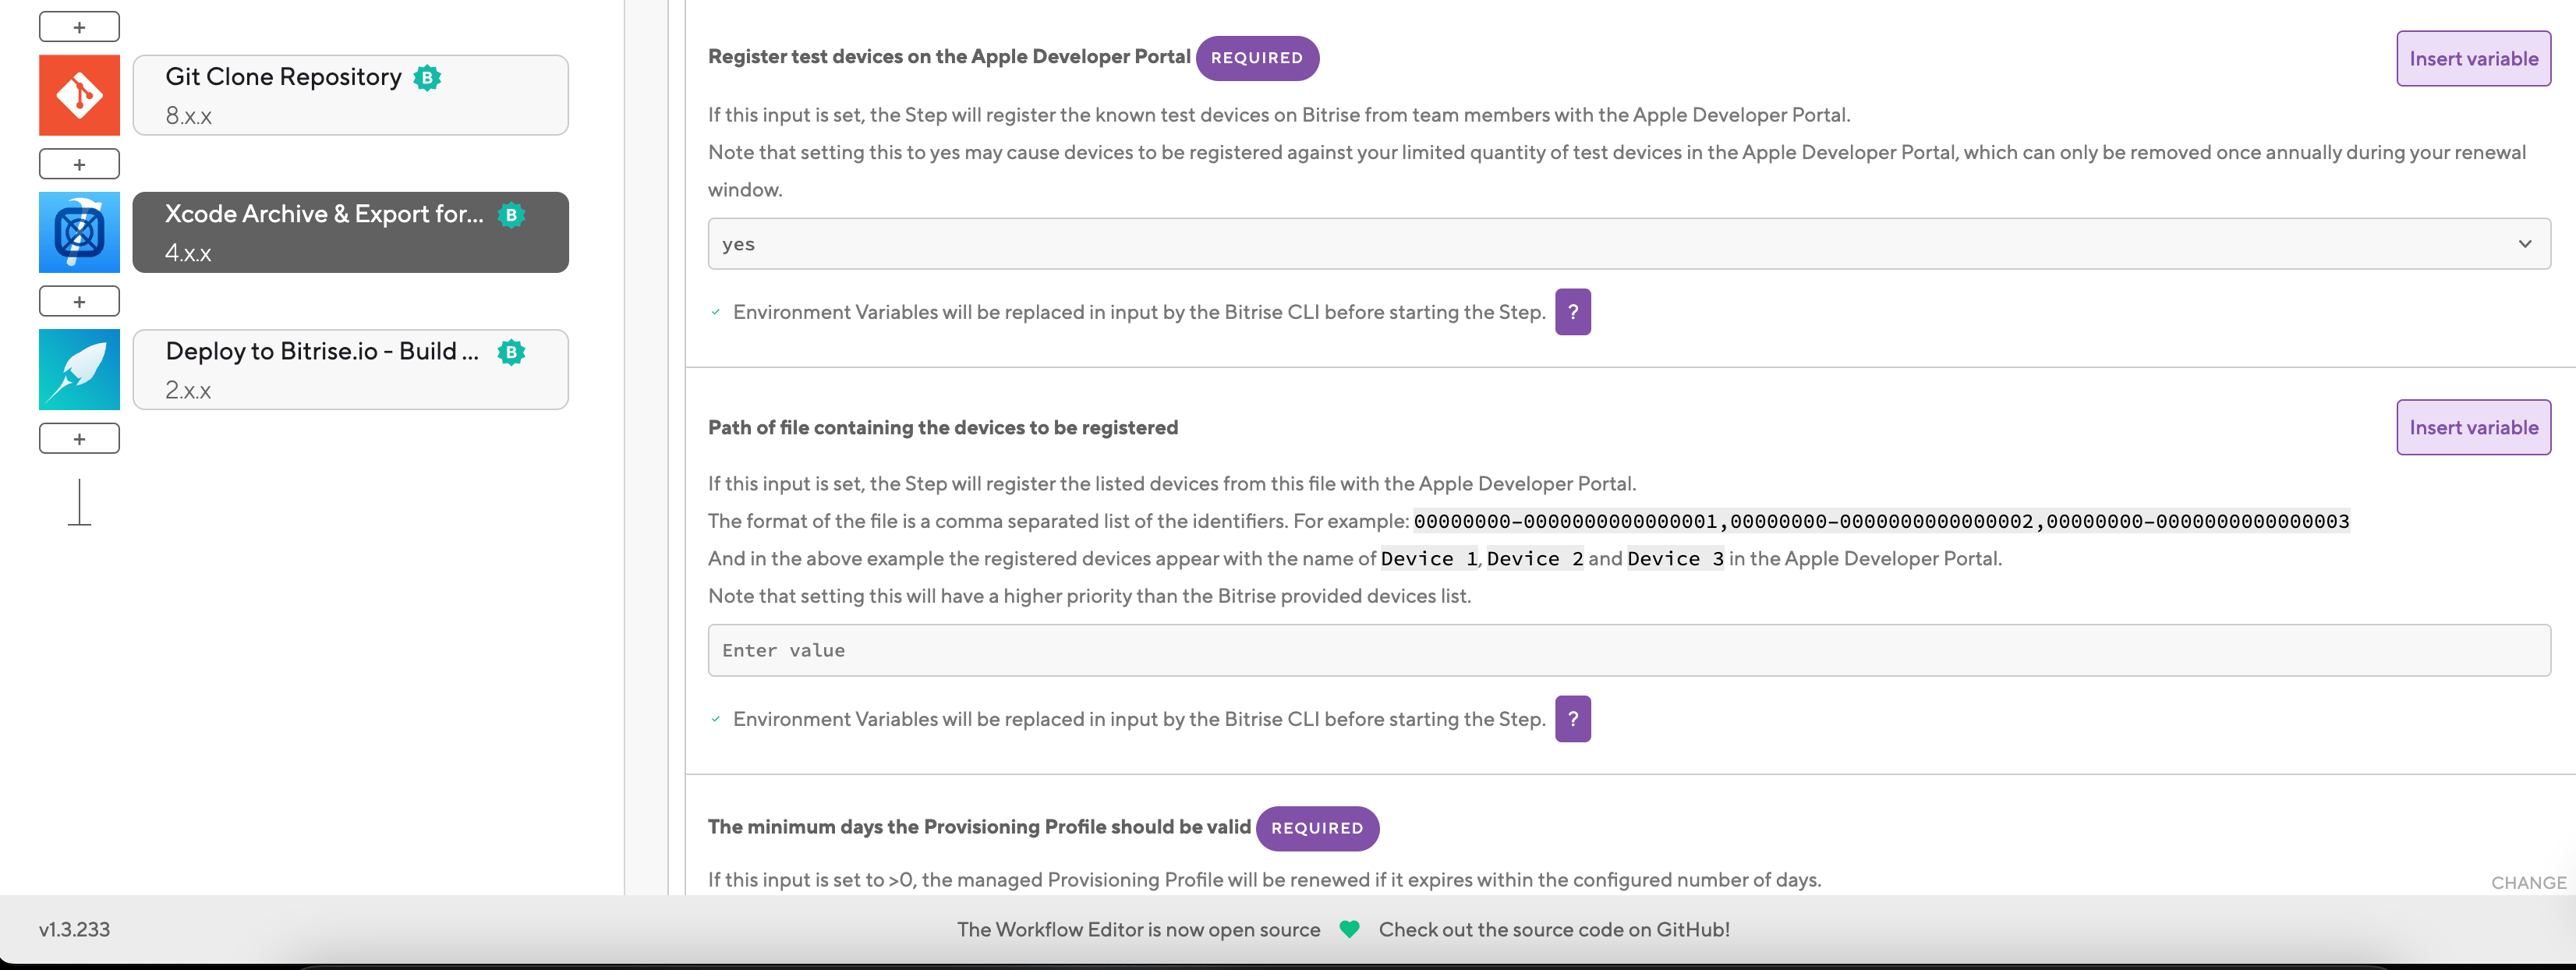 +
Git Clone Repository B
8.x.x
+
Xcode Archive & Export for... B
4.x.x
+
Deploy to Bitrise.io - Build ... B
2.x.x
+
Register test devices on the Apple Developer Portal REQUIRED
Insert variable
If this input is set, the Step will register the known test devices on Bitrise from team members with the Apple Developer Portal.
Note that setting this to yes may cause devices to be registered against your limited quantity of test devices in the Apple Developer Portal, which can only be removed once annually during your renewal
window.
yes
Environment Variables will be replaced in input by the Bitrise CLI before starting the Step. ?
Path of file containing the devices to be registered
Insert variable
If this input is set, the Step will register the listed devices from this file with the Apple Developer Portal.
The format of the file is a comma separated list of the identifiers. For example: 00000000-0000000000000001,00000000-0000000000000002,00000000-0000000000000003
And in the above example the registered devices appear with the name of Device 1, Device 2 and Device 3 in the Apple Developer Portal.
Note that setting this will have a higher priority than the Bitrise provided devices list.
Enter value
Environment Variables will be replaced in input by the Bitrise CLI before starting the Step. ?
The minimum days the Provisioning Profile should be valid REQUIRED
If this input is set to >0, the managed Provisioning Profile will be renewed if it expires within the configured number of days.
CHANGE
v1.3.233
The Workflow Editor is now open source Check out the source code on GitHub!